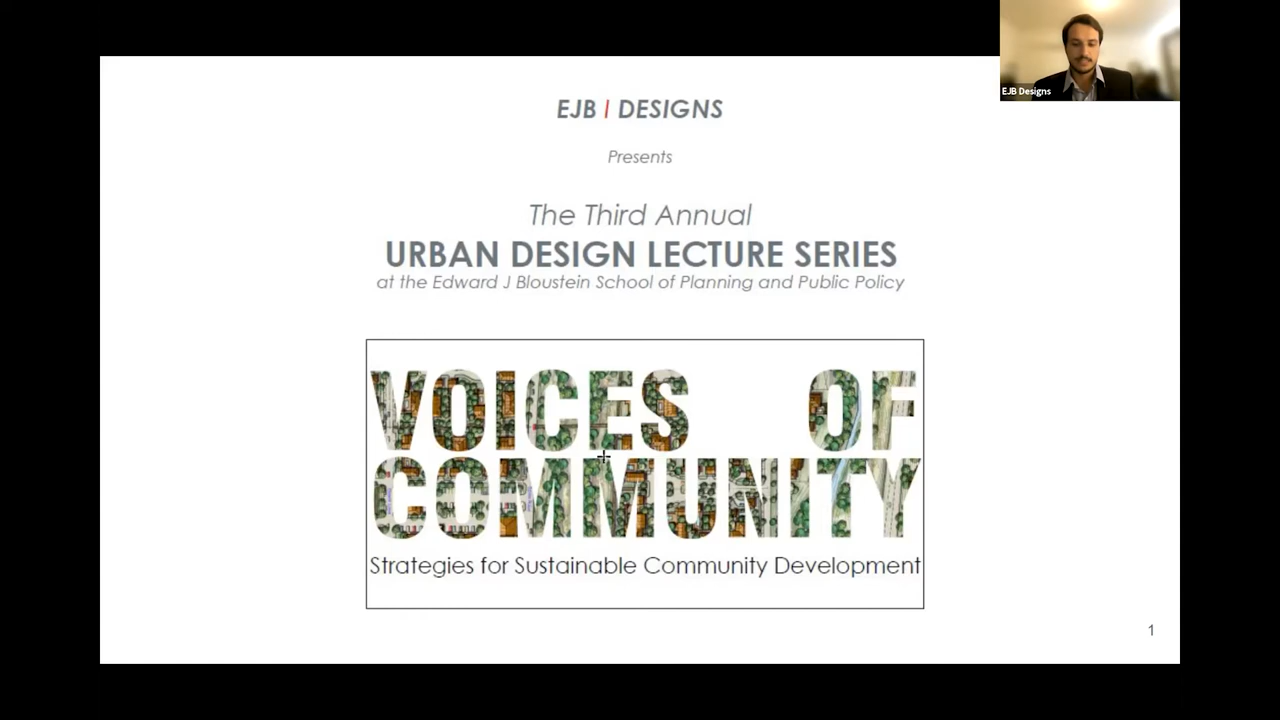 EJB | DESIGNS
Presents
The Third Annual
URBAN DESIGN LECTURE SERIES
at the Edward J Bloustein School of Planning and Public Policy
VOICES OF
COMMUNITY
Strategies for Sustainable Community Development
1
EJB Designs